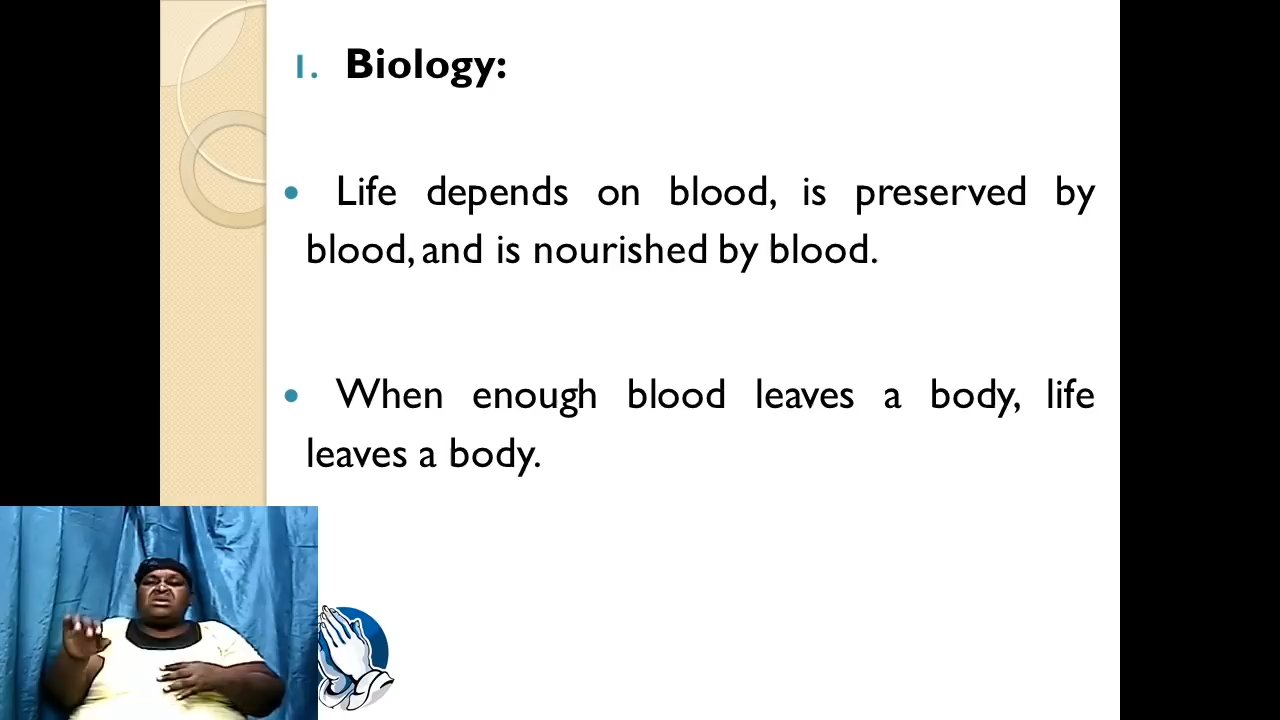 1. Biology:
• Life depends on blood, is preserved by
blood, and is nourished by blood.
• When enough blood leaves a body, life
leaves a body.